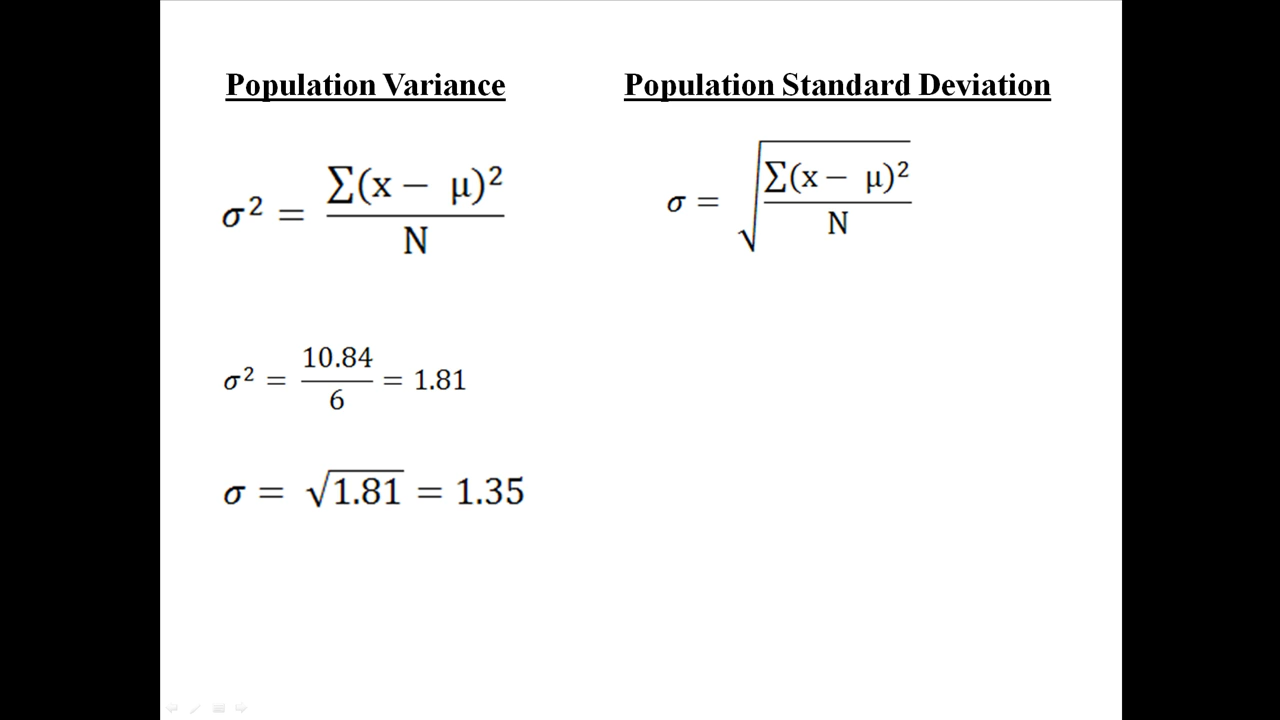 Population Variance
Population Standard Deviation
σ² = ∑(x − μ)² / N
σ = √(∑(x − μ)² / N)
σ² = 10.84 / 6 = 1.81
σ = √1.81 = 1.35